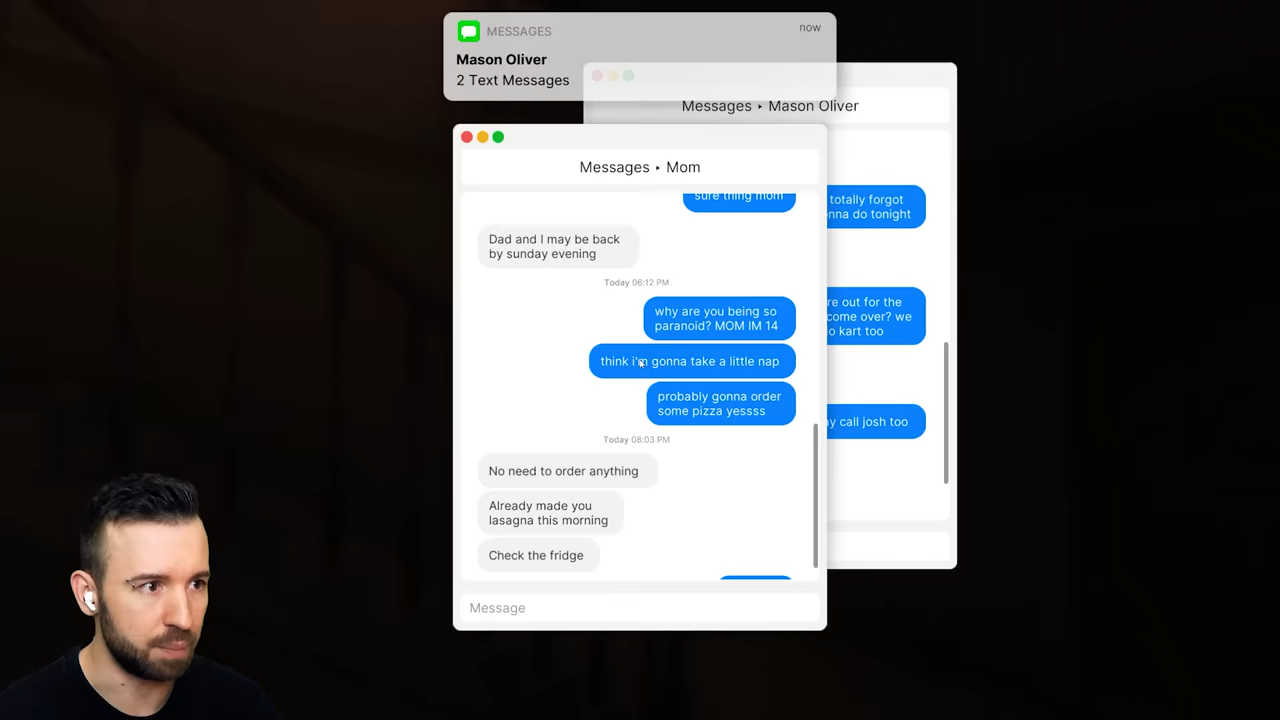 MESSAGES
now
Mason Oliver
2 Text Messages
Messages ‣ Mason Oliver
totally forgot
nna do tonight
re out for the
come over? we
o kart too
y call josh too
Messages ‣ Mom
sure thing mom
Dad and I may be back
by sunday evening
Today 06:12 PM
why are you being so
paranoid? MOM IM 14
think i'm gonna take a little nap
probably gonna order
some pizza yessss
Today 08:03 PM
No need to order anything
Already made you
lasagna this morning
Check the fridge
Message